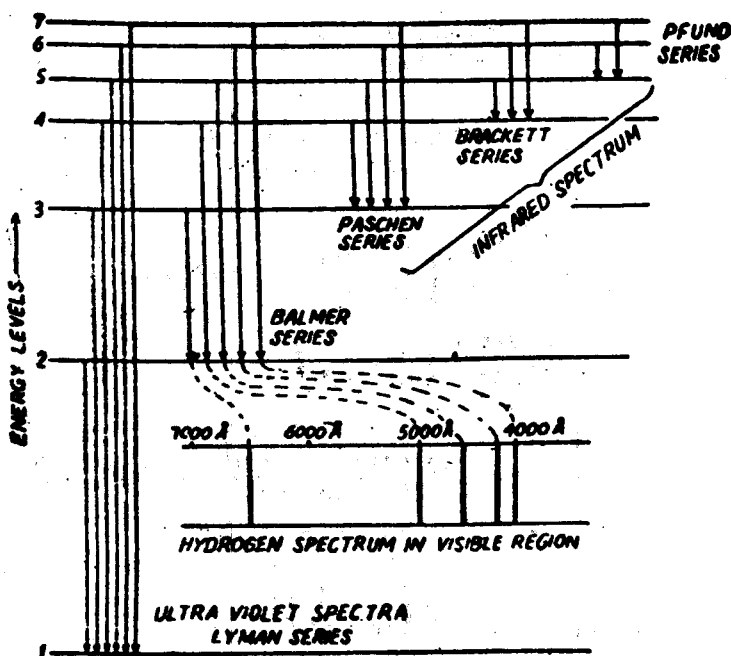 7
6
5
4
3
2
1
ENERGY LEVELS
PFUND
SERIES
BRACKETT
SERIES
INFRARED SPECTRUM
PASCHEN
SERIES
BALMER
SERIES
7000 Å 6000 Å 5000 Å 4000 Å
HYDROGEN SPECTRUM IN VISIBLE REGION
ULTRA VIOLET SPECTRA
LYMAN SERIES